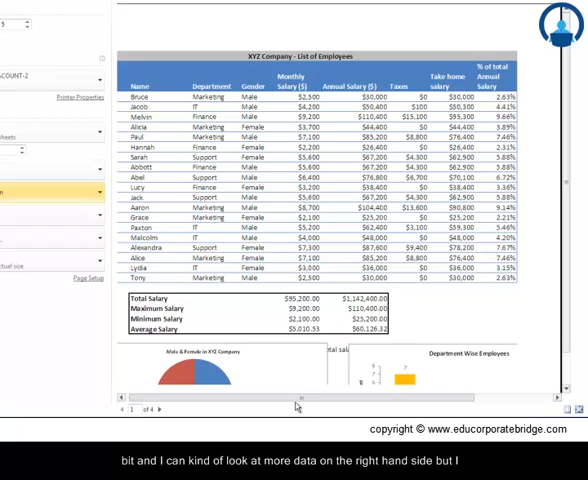 5
XYZ Company - List of Employees
COUNT-2
Printer Properties
Name Department Gender Monthly Salary ($) Annual Salary ($) Taxes Take home salary % of total Annual Salary
Bruce Marketing Male $2,500 $30,000 $0 $30,000 2.63%
Jacob IT Male $4,200 $50,400 $100 $50,300 4.41%
Melvin Finance Male $9,200 $110,400 $15,100 $95,300 9.66%
Alicia Marketing Female $3,700 $44,400 $0 $44,400 3.89%
Paul Marketing Male $7,100 $85,200 $8,800 $76,400 7.46%
Hannah Finance Female $2,200 $26,400 $0 $26,400 2.31%
Sarah Support Female $5,600 $67,200 $4,300 $62,900 5.88%
Abbott Finance Male $5,600 $67,200 $4,300 $62,900 5.88%
Abel Support Male $6,400 $76,800 $6,700 $70,100 6.72%
Lucy Finance Female $3,200 $38,400 $0 $38,400 3.36%
Jack Support Male $5,600 $67,200 $4,300 $62,900 5.88%
Aaron Marketing Male $8,700 $104,400 $13,600 $90,800 9.14%
Grace Marketing Female $2,100 $25,200 $0 $25,200 2.21%
Paxton IT Male $5,200 $62,400 $3,100 $59,300 5.46%
Malcolm IT Male $4,000 $48,000 $0 $48,000 4.20%
Alexandra Support Female $7,300 $87,600 $9,400 $78,200 7.67%
Alice Marketing Female $7,100 $85,200 $8,800 $76,400 7.46%
Lydia IT Female $3,000 $36,000 $0 $36,000 3.15%
Tony Marketing Male $2,500 $30,000 $0 $30,000 2.63%
Page Setup
Total Salary $95,200.00 $1,142,400.00
Maximum Salary $9,200.00 $110,400.00
Minimum Salary $2,100.00 $25,200.00
Average Salary $5,010.53 $60,126.32
Male & Female in XYZ Company
Department Wise Employees
8
7
7
6
1 of 4
copyright © www.educorporatebridge.com
bit and I can kind of look at more data on the right hand side but I